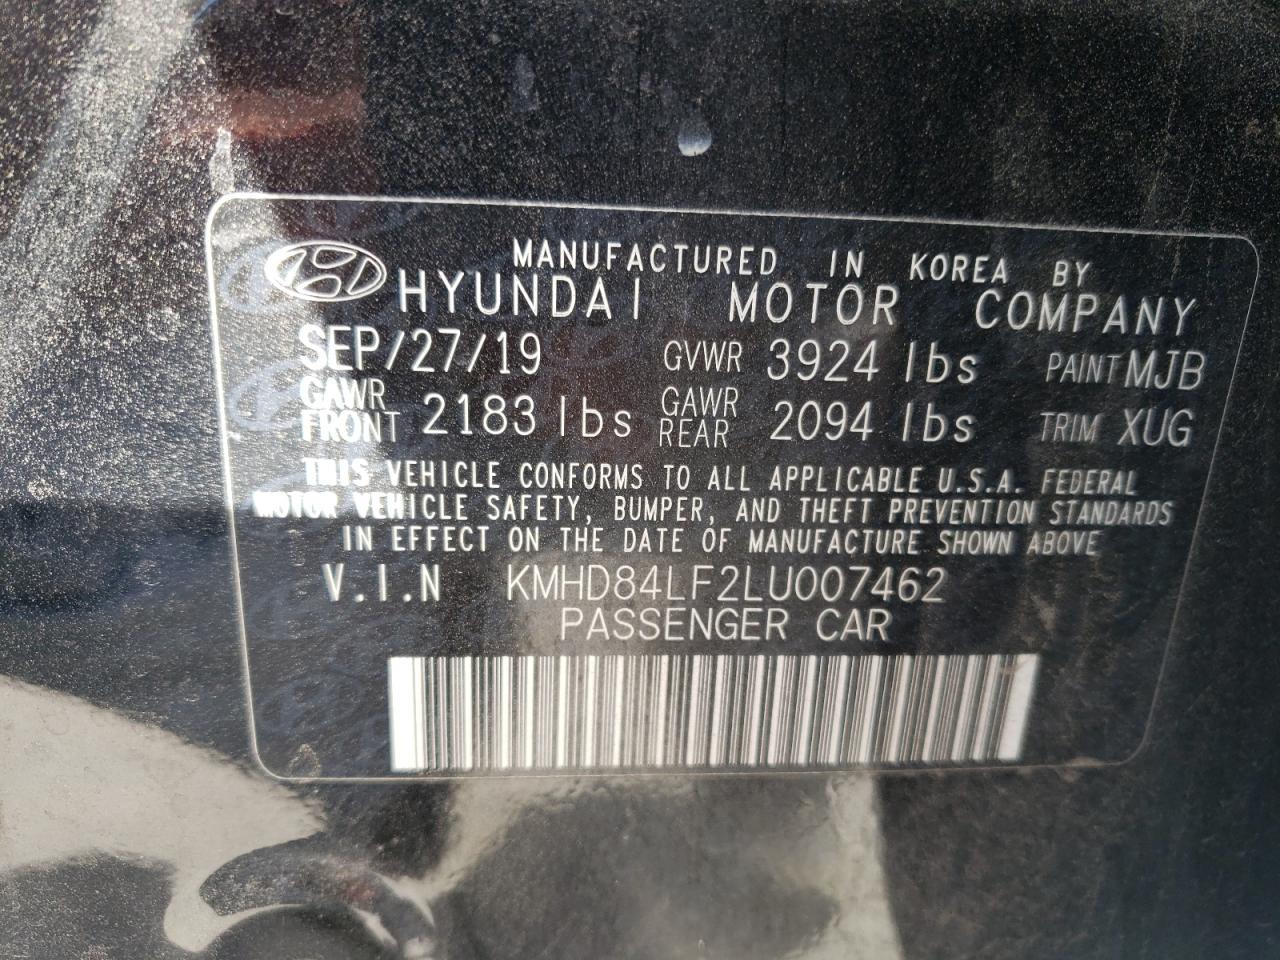 MANUFACTURED IN KOREA BY
HYUNDAI MOTOR COMPANY
SEP/27/19 GVWR 3924 lbs PAINT MJB
GAWR FRONT 2183 lbs GAWR REAR 2094 lbs TRIM XUG
THIS VEHICLE CONFORMS TO ALL APPLICABLE U.S.A. FEDERAL
MOTOR VEHICLE SAFETY, BUMPER, AND THEFT PREVENTION STANDARDS
IN EFFECT ON THE DATE OF MANUFACTURE SHOWN ABOVE
V.I.N KMHD84LF2LU007462
PASSENGER CAR